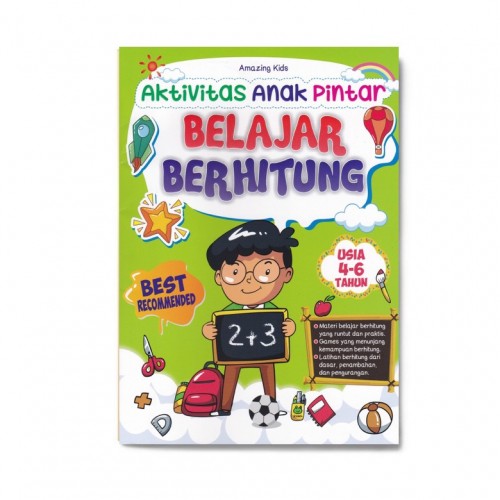 Amazing Kids
Aktivitas Anak Pintar
BELAJAR
BERHITUNG
USIA
4-6
TAHUN
BEST
RECOMMENDED
2+3
Materi belajar berhitung
yang runtut dan praktis.
Games yang menunjang
kemampuan berhitung.
Latihan berhitung dari
dasar, penambahan,
dan pengurangan.